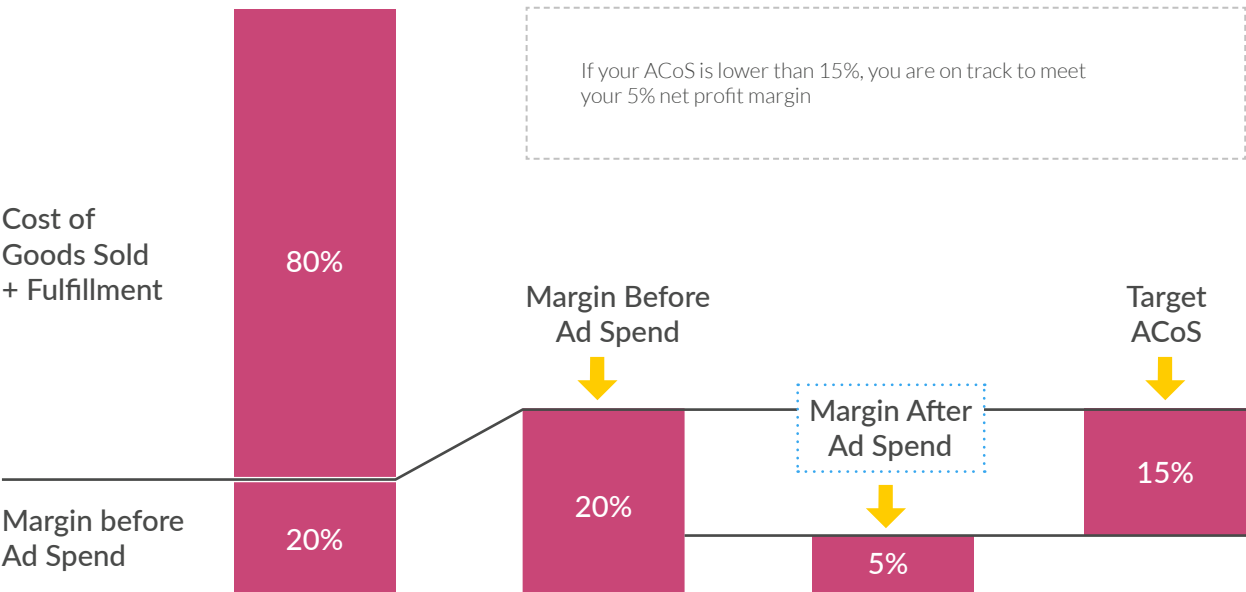 If your ACoS is lower than 15%, you are on track to meet
your 5% net profit margin
Cost of
Goods Sold
+ Fulfillment
80%
Margin before
Ad Spend
20%
Margin Before
Ad Spend
20%
Margin After
Ad Spend
5%
Target
ACoS
15%